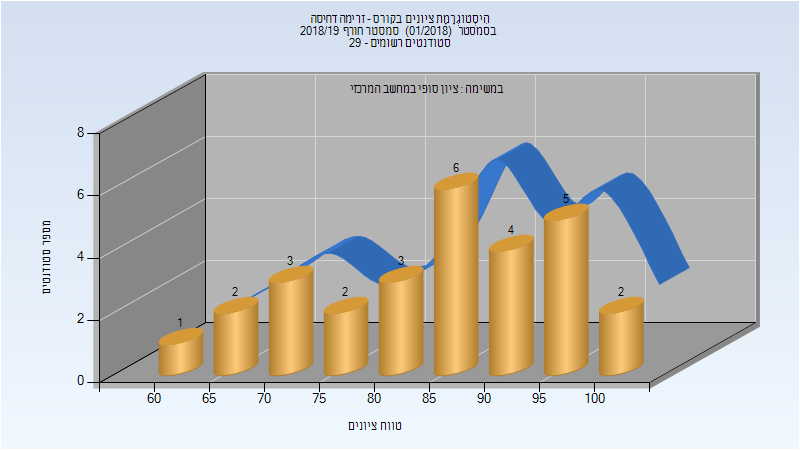 היסטוגרמת ציונים בקורס - זרימה דחיסה
בסמסטר (01/2018) סמסטר חורף 2018/19
סטודנטים רשומים - 29
במשימה : ציון סופי במחשב המרכזי
מספר סטודנטים
8
6
4
2
0
1
2
3
2
3
6
4
5
2
60 65 70 75 80 85 90 95 100
טווח ציונים